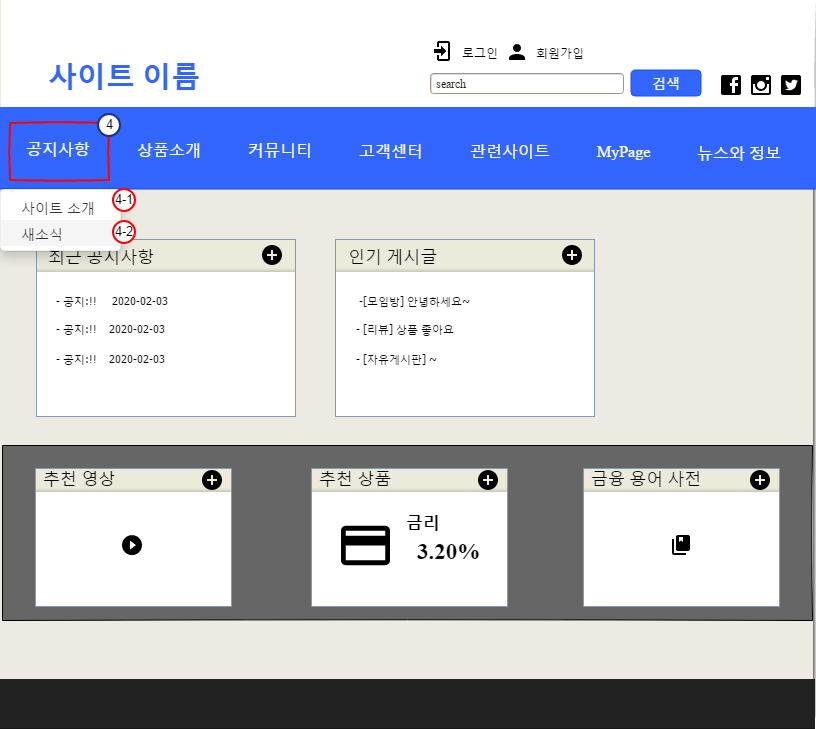 로그인 회원가입
사이트 이름
search 검색
4
공지사항 상품소개 커뮤니티 고객센터 관련사이트 MyPage 뉴스와 정보
사이트 소개 4-1
새소식 4-2
최근 공지사항
- 공지:!! 2020-02-03
- 공지:!! 2020-02-03
- 공지:!! 2020-02-03
인기 게시글
-[모임방] 안녕하세요~
- [리뷰] 상품 좋아요
- [자유게시판] ~
추천 영상
추천 상품
금리
3.20%
금융 용어 사전